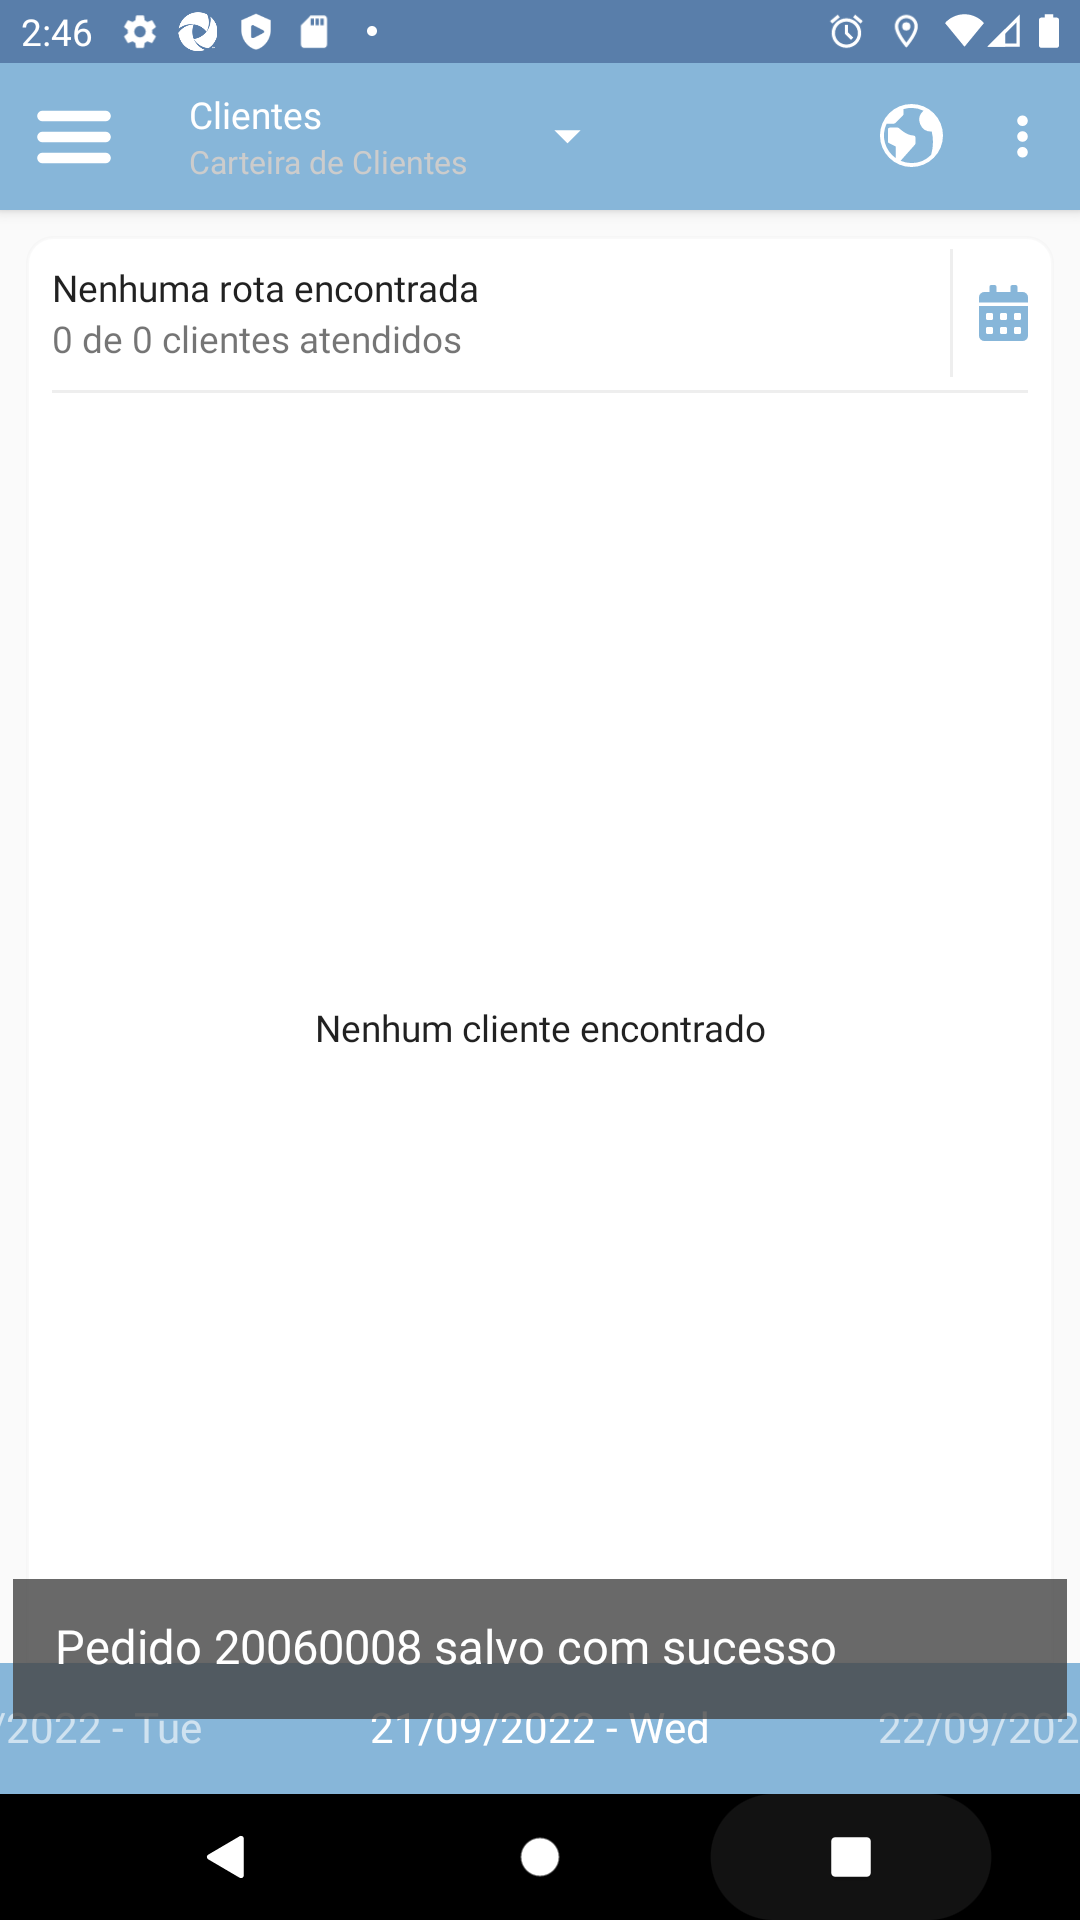 2:46
Clientes
Carteira de Clientes
Nenhuma rota encontrada
0 de 0 clientes atendidos
Nenhum cliente encontrado
Pedido 20060008 salvo com sucesso
/2022 - Tue
21/09/2022 - Wed
22/09/202